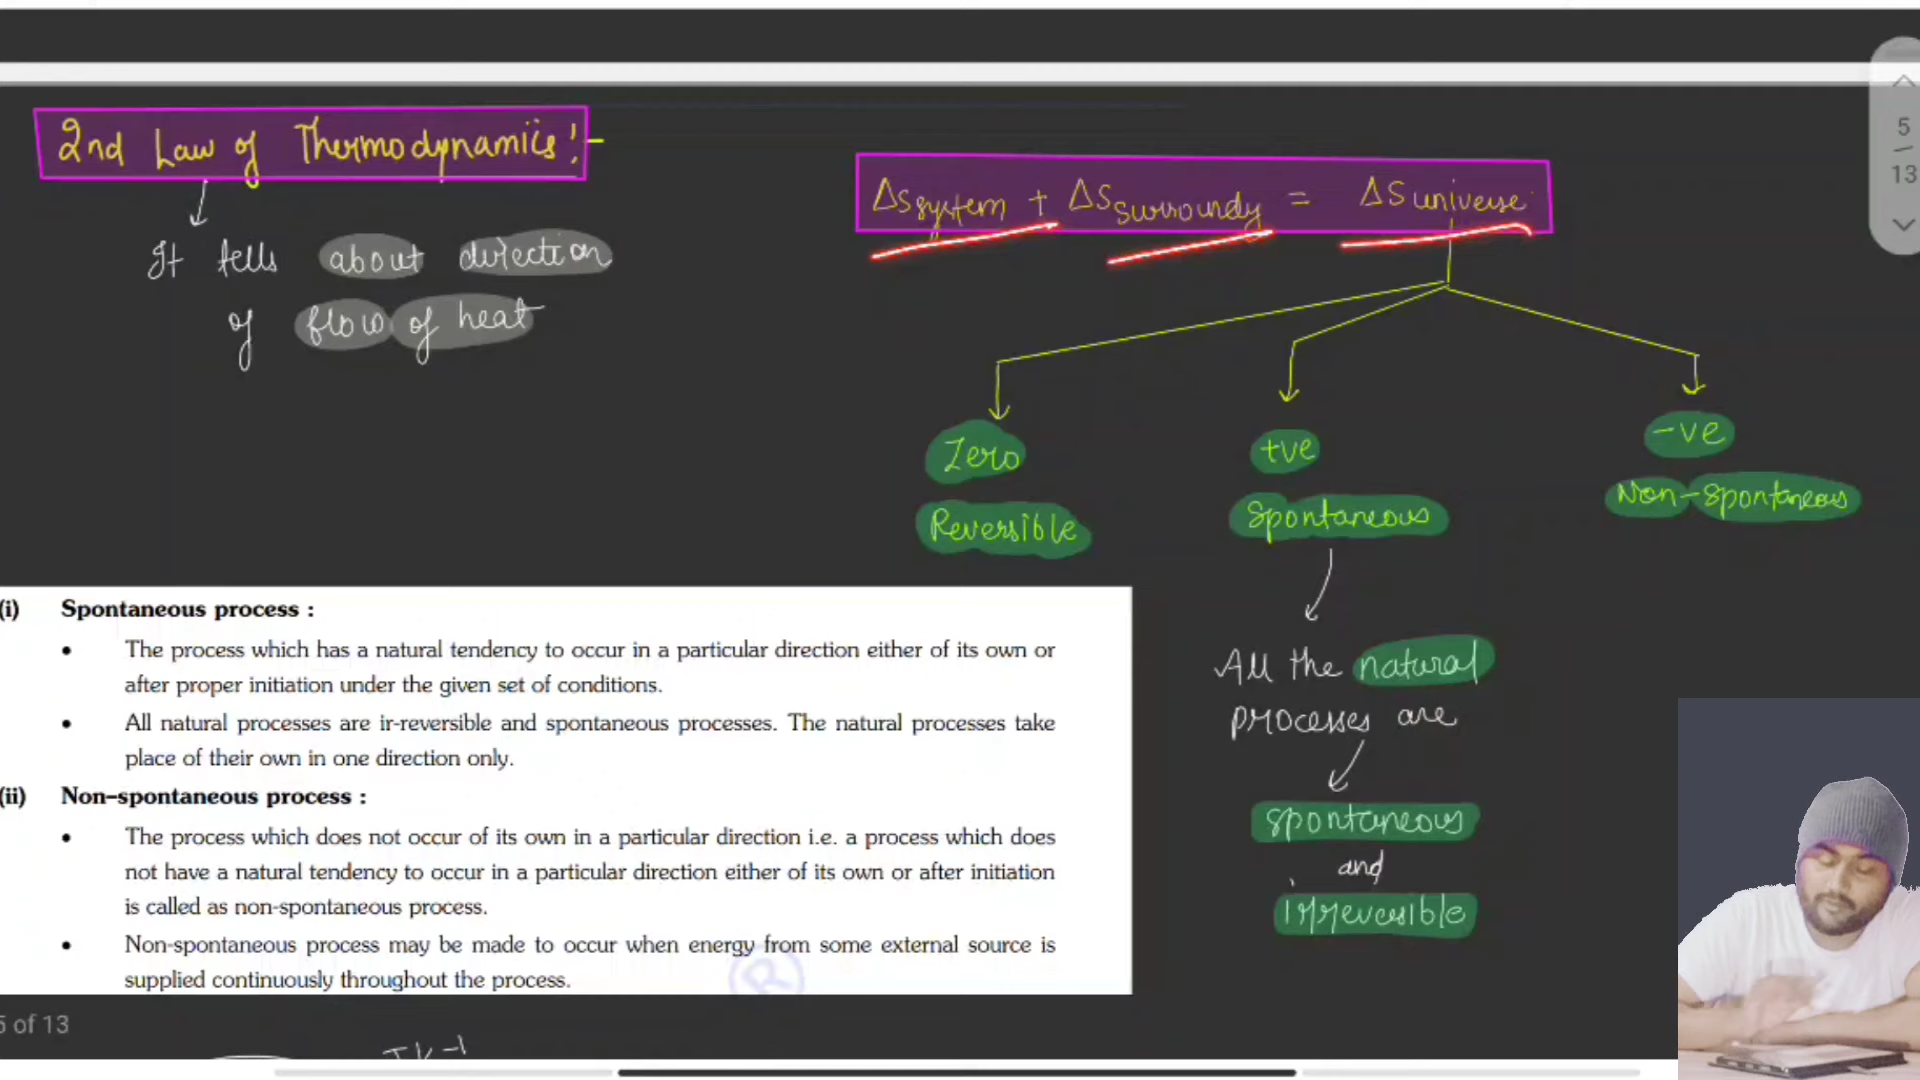 2nd Law of Thermodynamics :-
It tells about direction
of flow of heat
ΔSsystem + ΔSsurroundg = ΔSuniverse
Zero
Reversible
+ve
Spontaneous
All the natural
processes are
spontaneous
and
irreversible
-ve
Non-spontaneous
(i) Spontaneous process :
• The process which has a natural tendency to occur in a particular direction either of its own or
after proper initiation under the given set of conditions.
• All natural processes are ir-reversible and spontaneous processes. The natural processes take
place of their own in one direction only.
(ii) Non–spontaneous process :
• The process which does not occur of its own in a particular direction i.e. a process which does
not have a natural tendency to occur in a particular direction either of its own or after initiation
is called as non-spontaneous process.
• Non-spontaneous process may be made to occur when energy from some external source is
supplied continuously throughout the process.
®
5 of 13
5
13